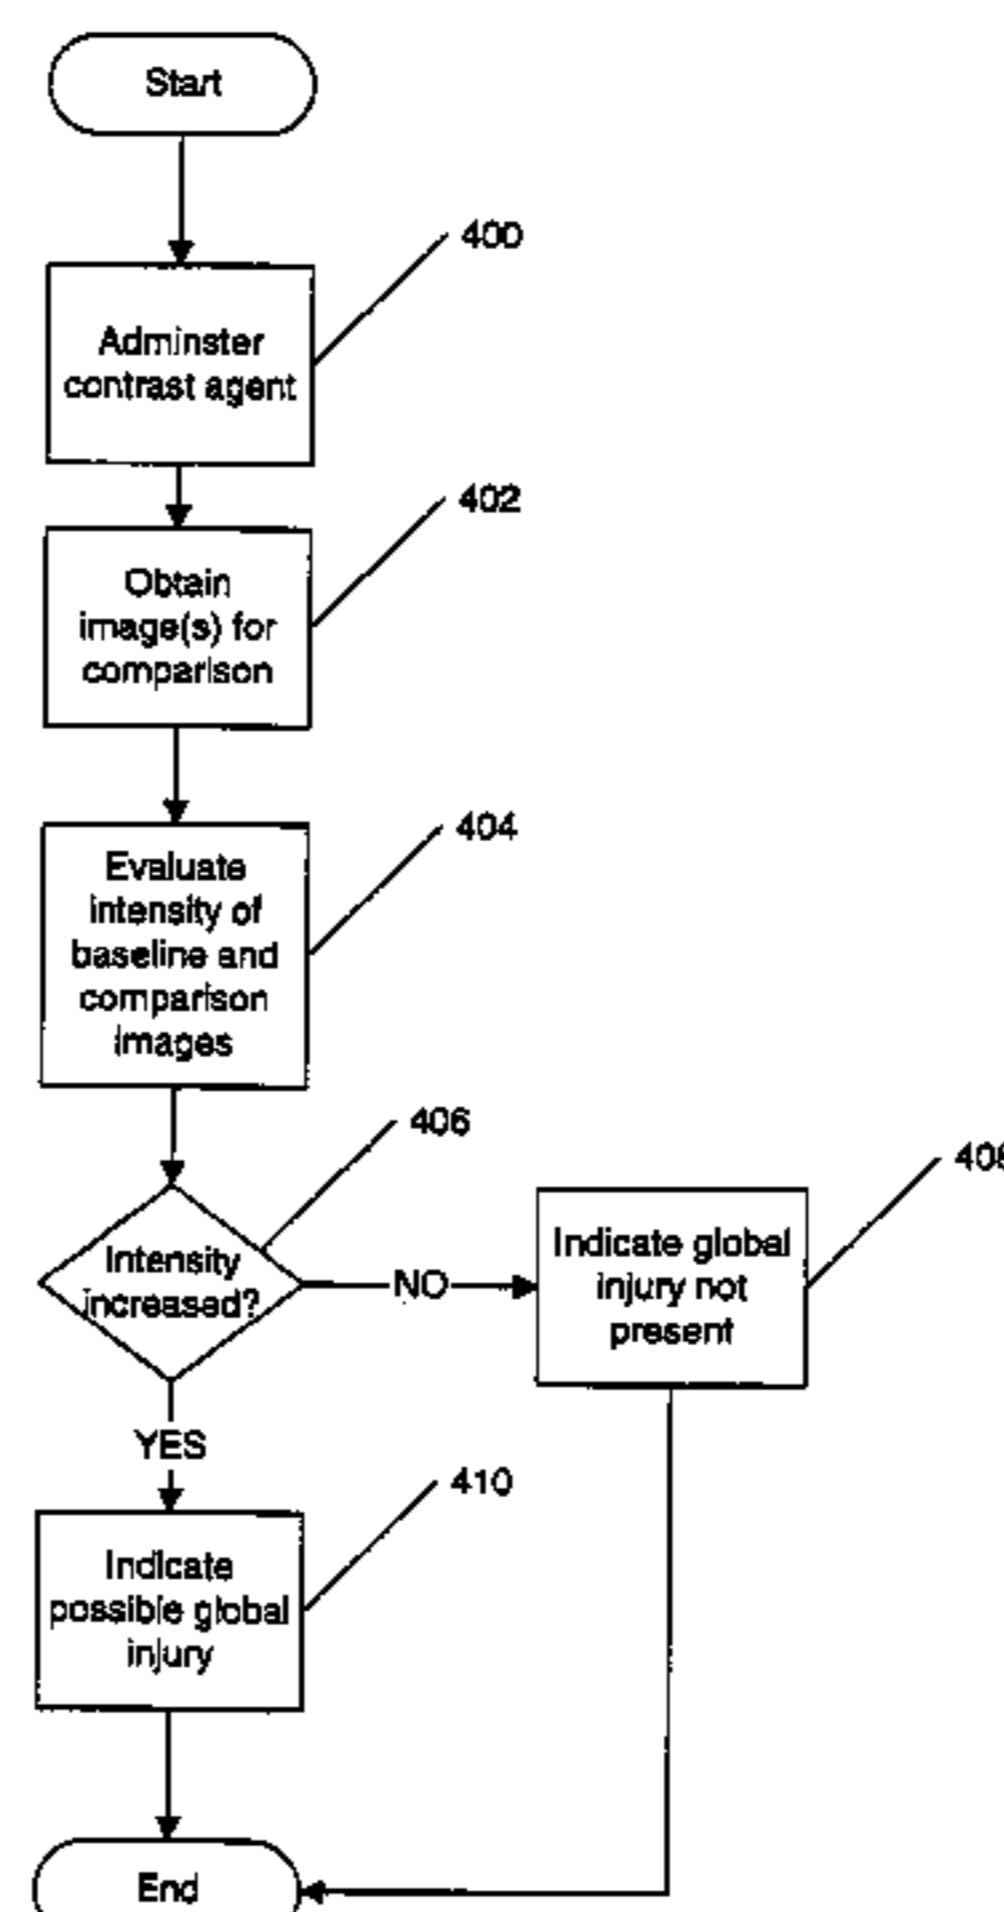 Start
400
Adminster
contrast agent
402
Obtain
image(s) for
comparison
404
Evaluate
intensity of
baseline and
comparison
images
406
Intensity
increased?
NO
Indicate global
injury not
present
YES
410
Indicate
possible global
injury
End